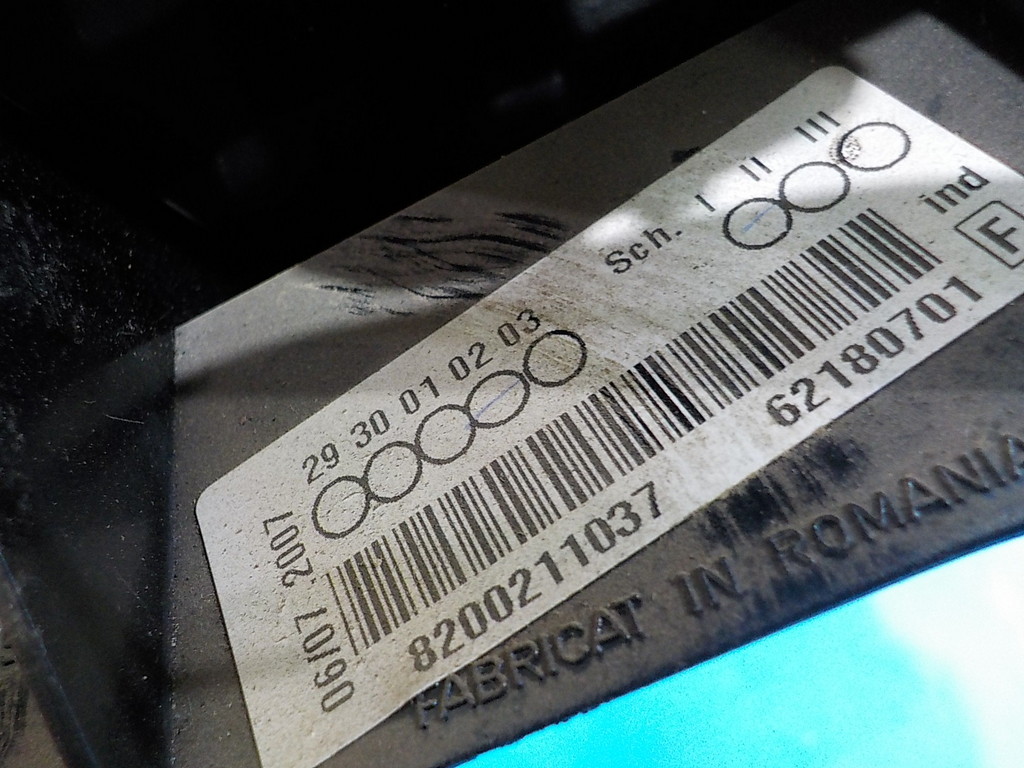 Sch. I II III
29 30 01 02 03
06/07 .2007
ind
F
8200211037 62180701
FABRICAT IN ROMANIA